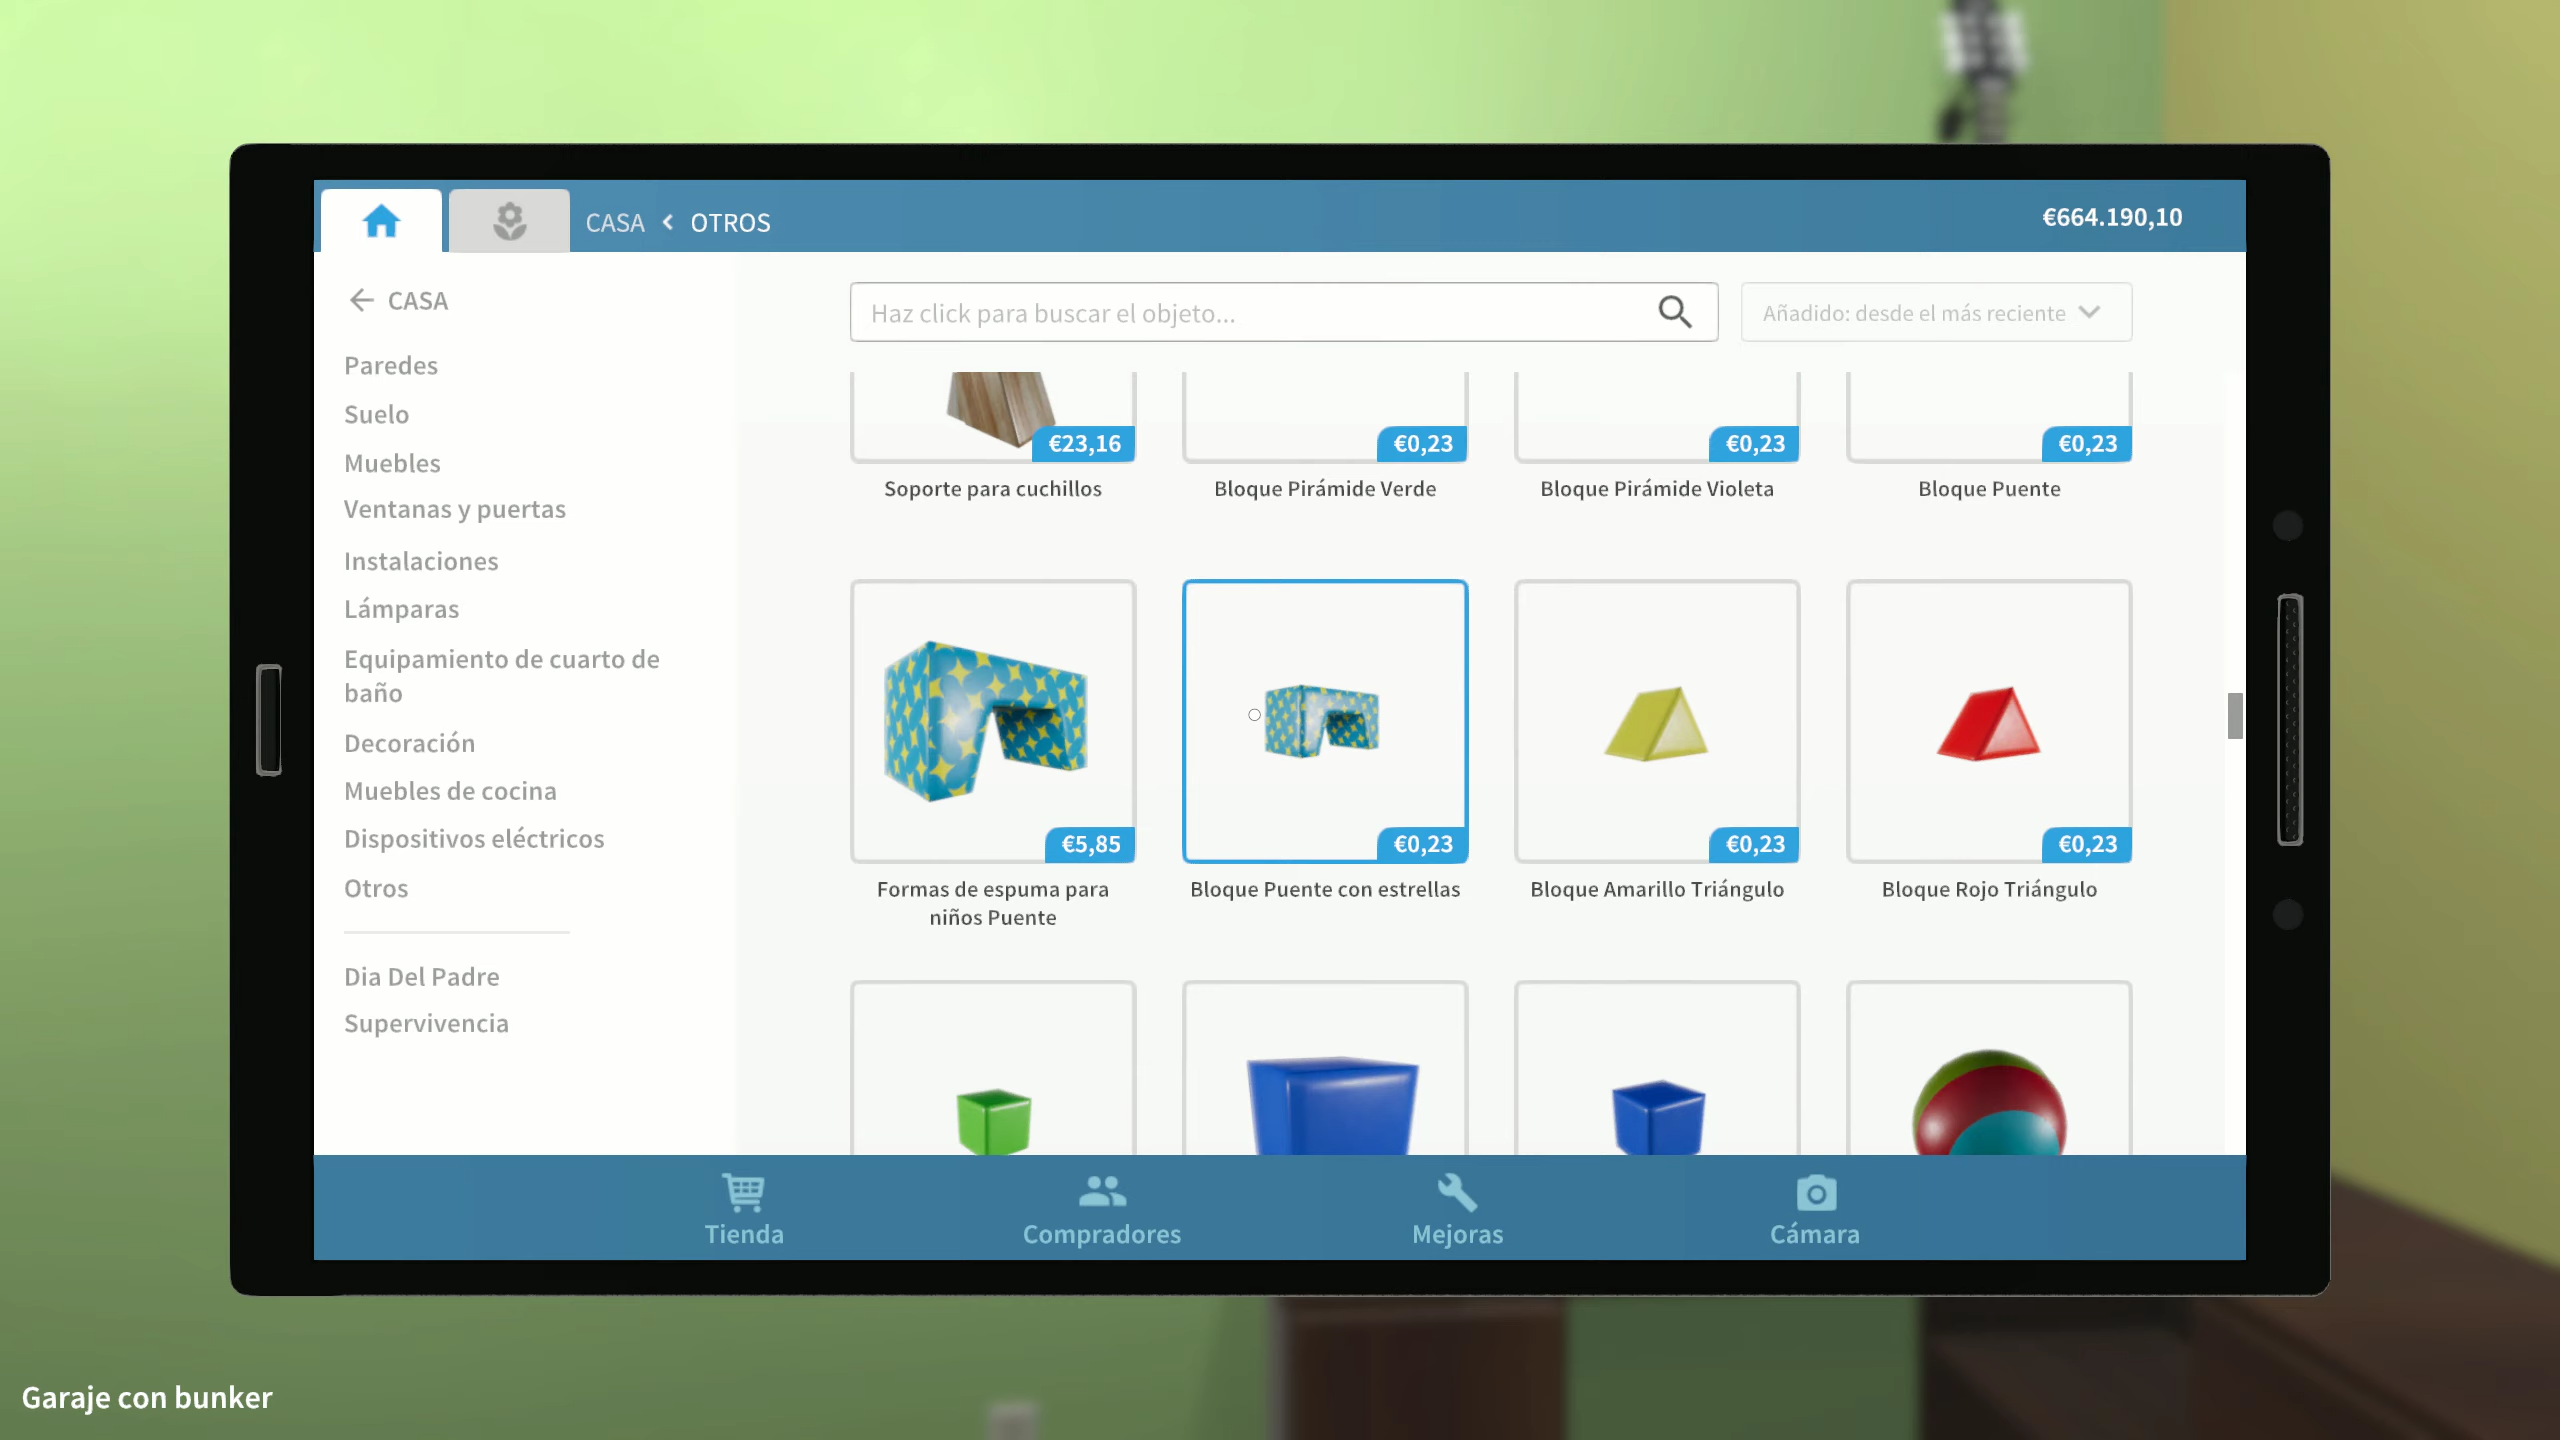 CASA < OTROS
€664.190,10
CASA
Haz click para buscar el objeto...
Añadido: desde el más reciente
Paredes
Suelo
Muebles
Ventanas y puertas
Instalaciones
Lámparas
Equipamiento de cuarto de
baño
Decoración
Muebles de cocina
Dispositivos eléctricos
Otros
Dia Del Padre
Supervivencia
€23,16
€0,23
€0,23
€0,23
Soporte para cuchillos
Bloque Pirámide Verde
Bloque Pirámide Violeta
Bloque Puente
€5,85
€0,23
€0,23
€0,23
Formas de espuma para
niños Puente
Bloque Puente con estrellas
Bloque Amarillo Triángulo
Bloque Rojo Triángulo
Tienda
Compradores
Mejoras
Cámara
Garaje con bunker